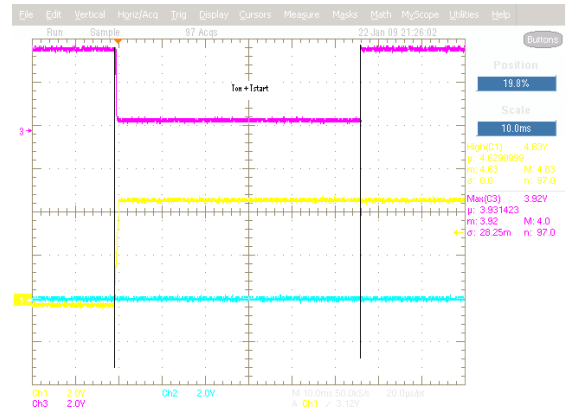 File Edit Vertical Horiz/Acq Trig Display Cursors Measure Masks Math MyScope Utilities Help
Run Sample 97 Acqs 22 Jan 09 21:26:02
Buttons
Position
19.8%
Scale
10.0ms
Ton + Tstart
3
High(C1) 4.63V
μ: 4.6290989
m: 4.63 M: 4.63
σ: 0.0 n: 97.0
Max(C3) 3.92V
μ: 3.931423
m: 3.92 M: 4.0
σ: 28.25m n: 97.0
1
Ch1 2.0V Ch2 2.0V M 10.0ms 50.0kS/s 20.0μs/pt
Ch3 2.0V A Ch1 ∕ 3.12V